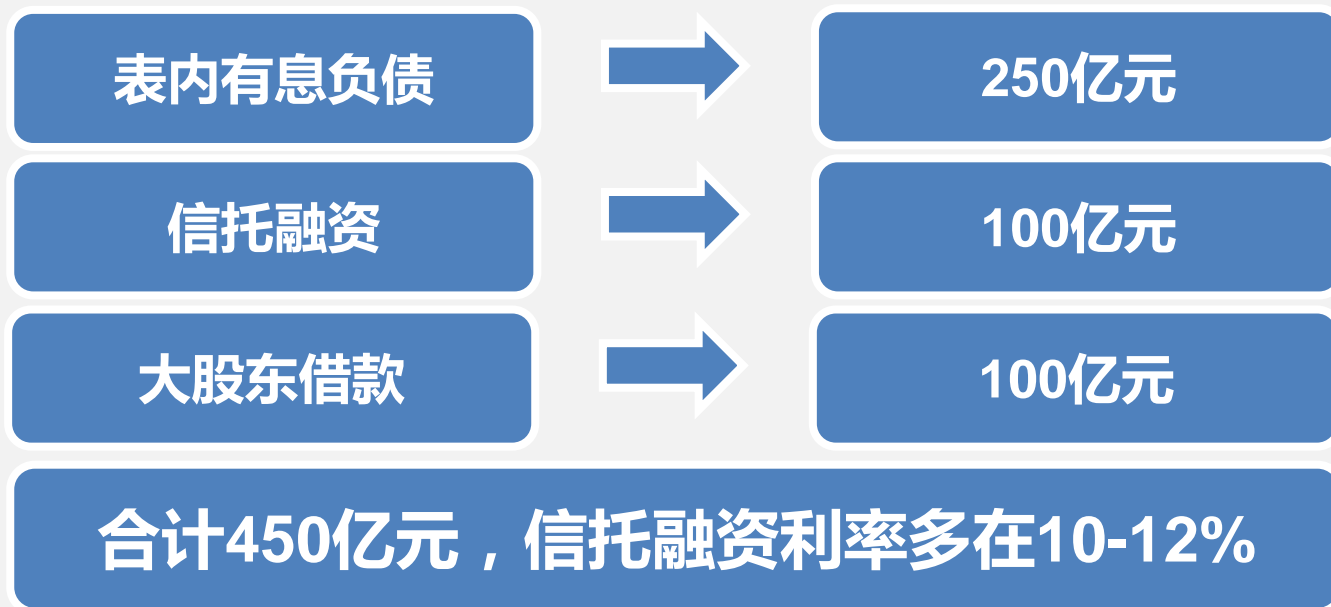 表内有息负债 250亿元
信托融资 100亿元
大股东借款 100亿元
合计450亿元，信托融资利率多在10-12%